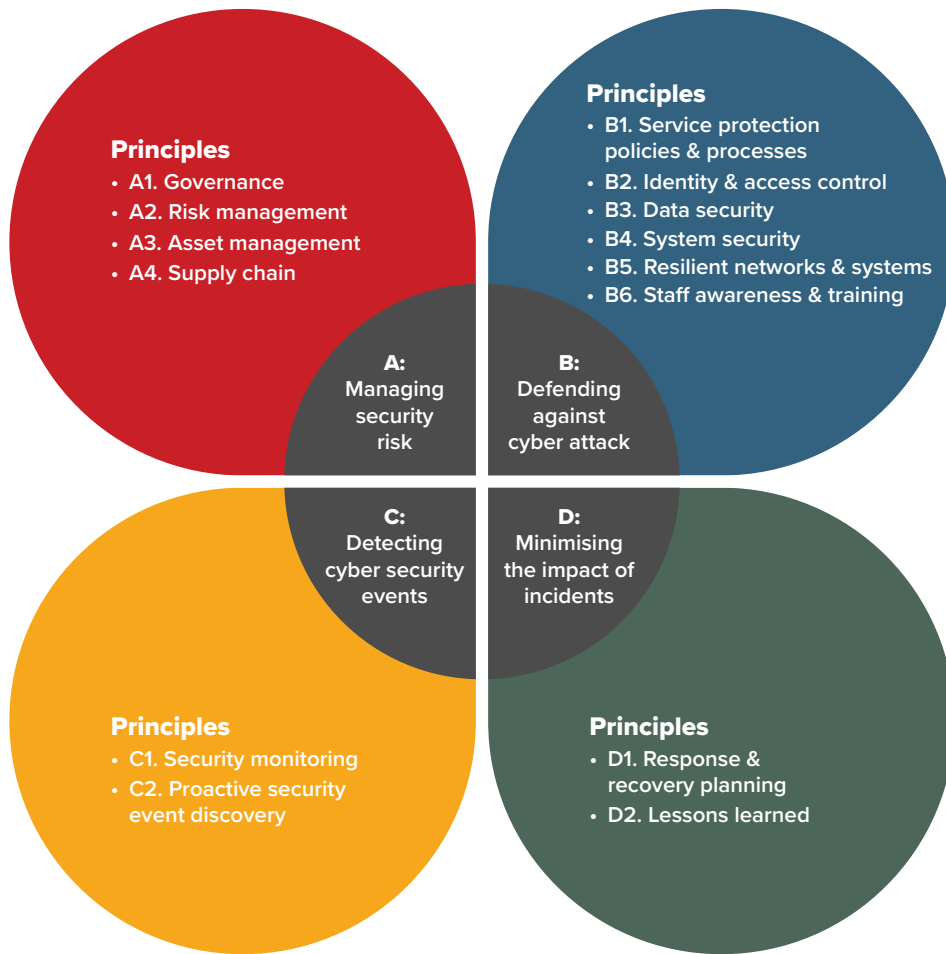 Principles
• A1. Governance
• A2. Risk management
• A3. Asset management
• A4. Supply chain
A:
Managing
security
risk
Principles
• B1. Service protection
policies & processes
• B2. Identity & access control
• B3. Data security
• B4. System security
• B5. Resilient networks & systems
• B6. Staff awareness & training
B:
Defending
against
cyber attack
C:
Detecting
cyber security
events
Principles
• C1. Security monitoring
• C2. Proactive security
event discovery
D:
Minimising
the impact of
incidents
Principles
• D1. Response &
recovery planning
• D2. Lessons learned